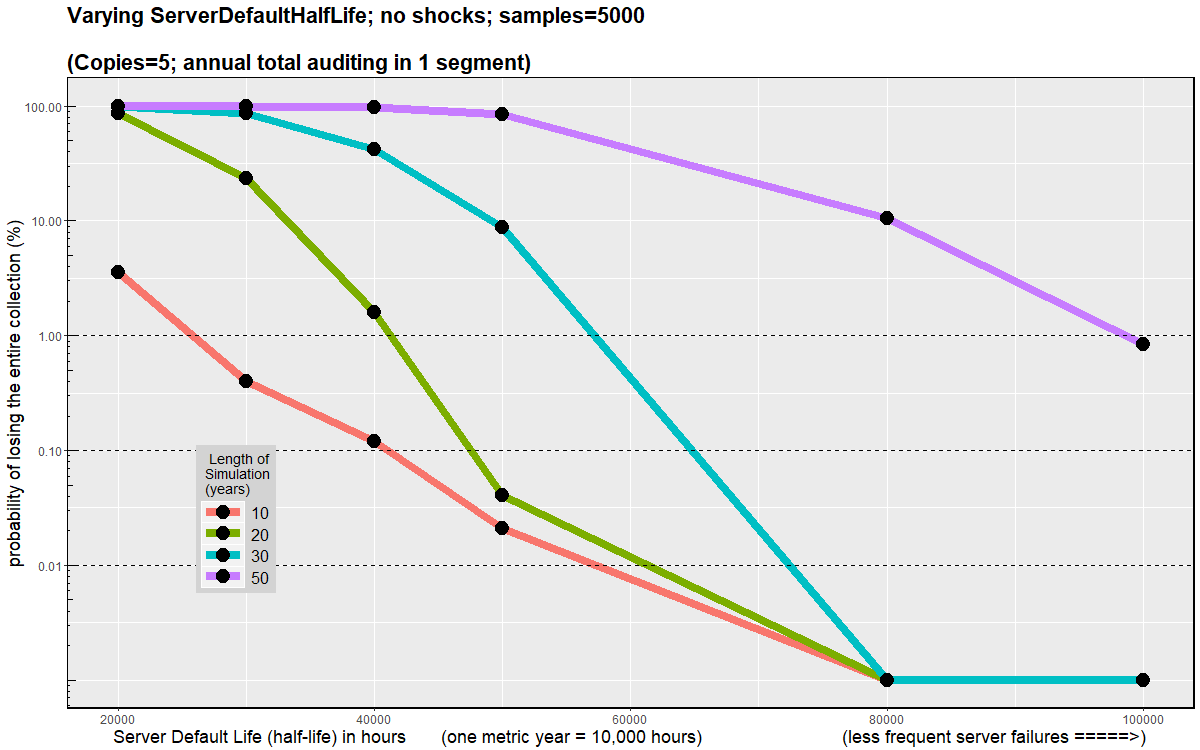 Varying ServerDefaultHalfLife; no shocks; samples=5000
(Copies=5; annual total auditing in 1 segment)
probability of losing the entire collection (%)
100.00
10.00
1.00
0.10
0.01
Length of
Simulation
(years)
10
20
30
50
20000 40000 60000 80000 100000
Server Default Life (half-life) in hours (one metric year = 10,000 hours) (less frequent server failures =====>)